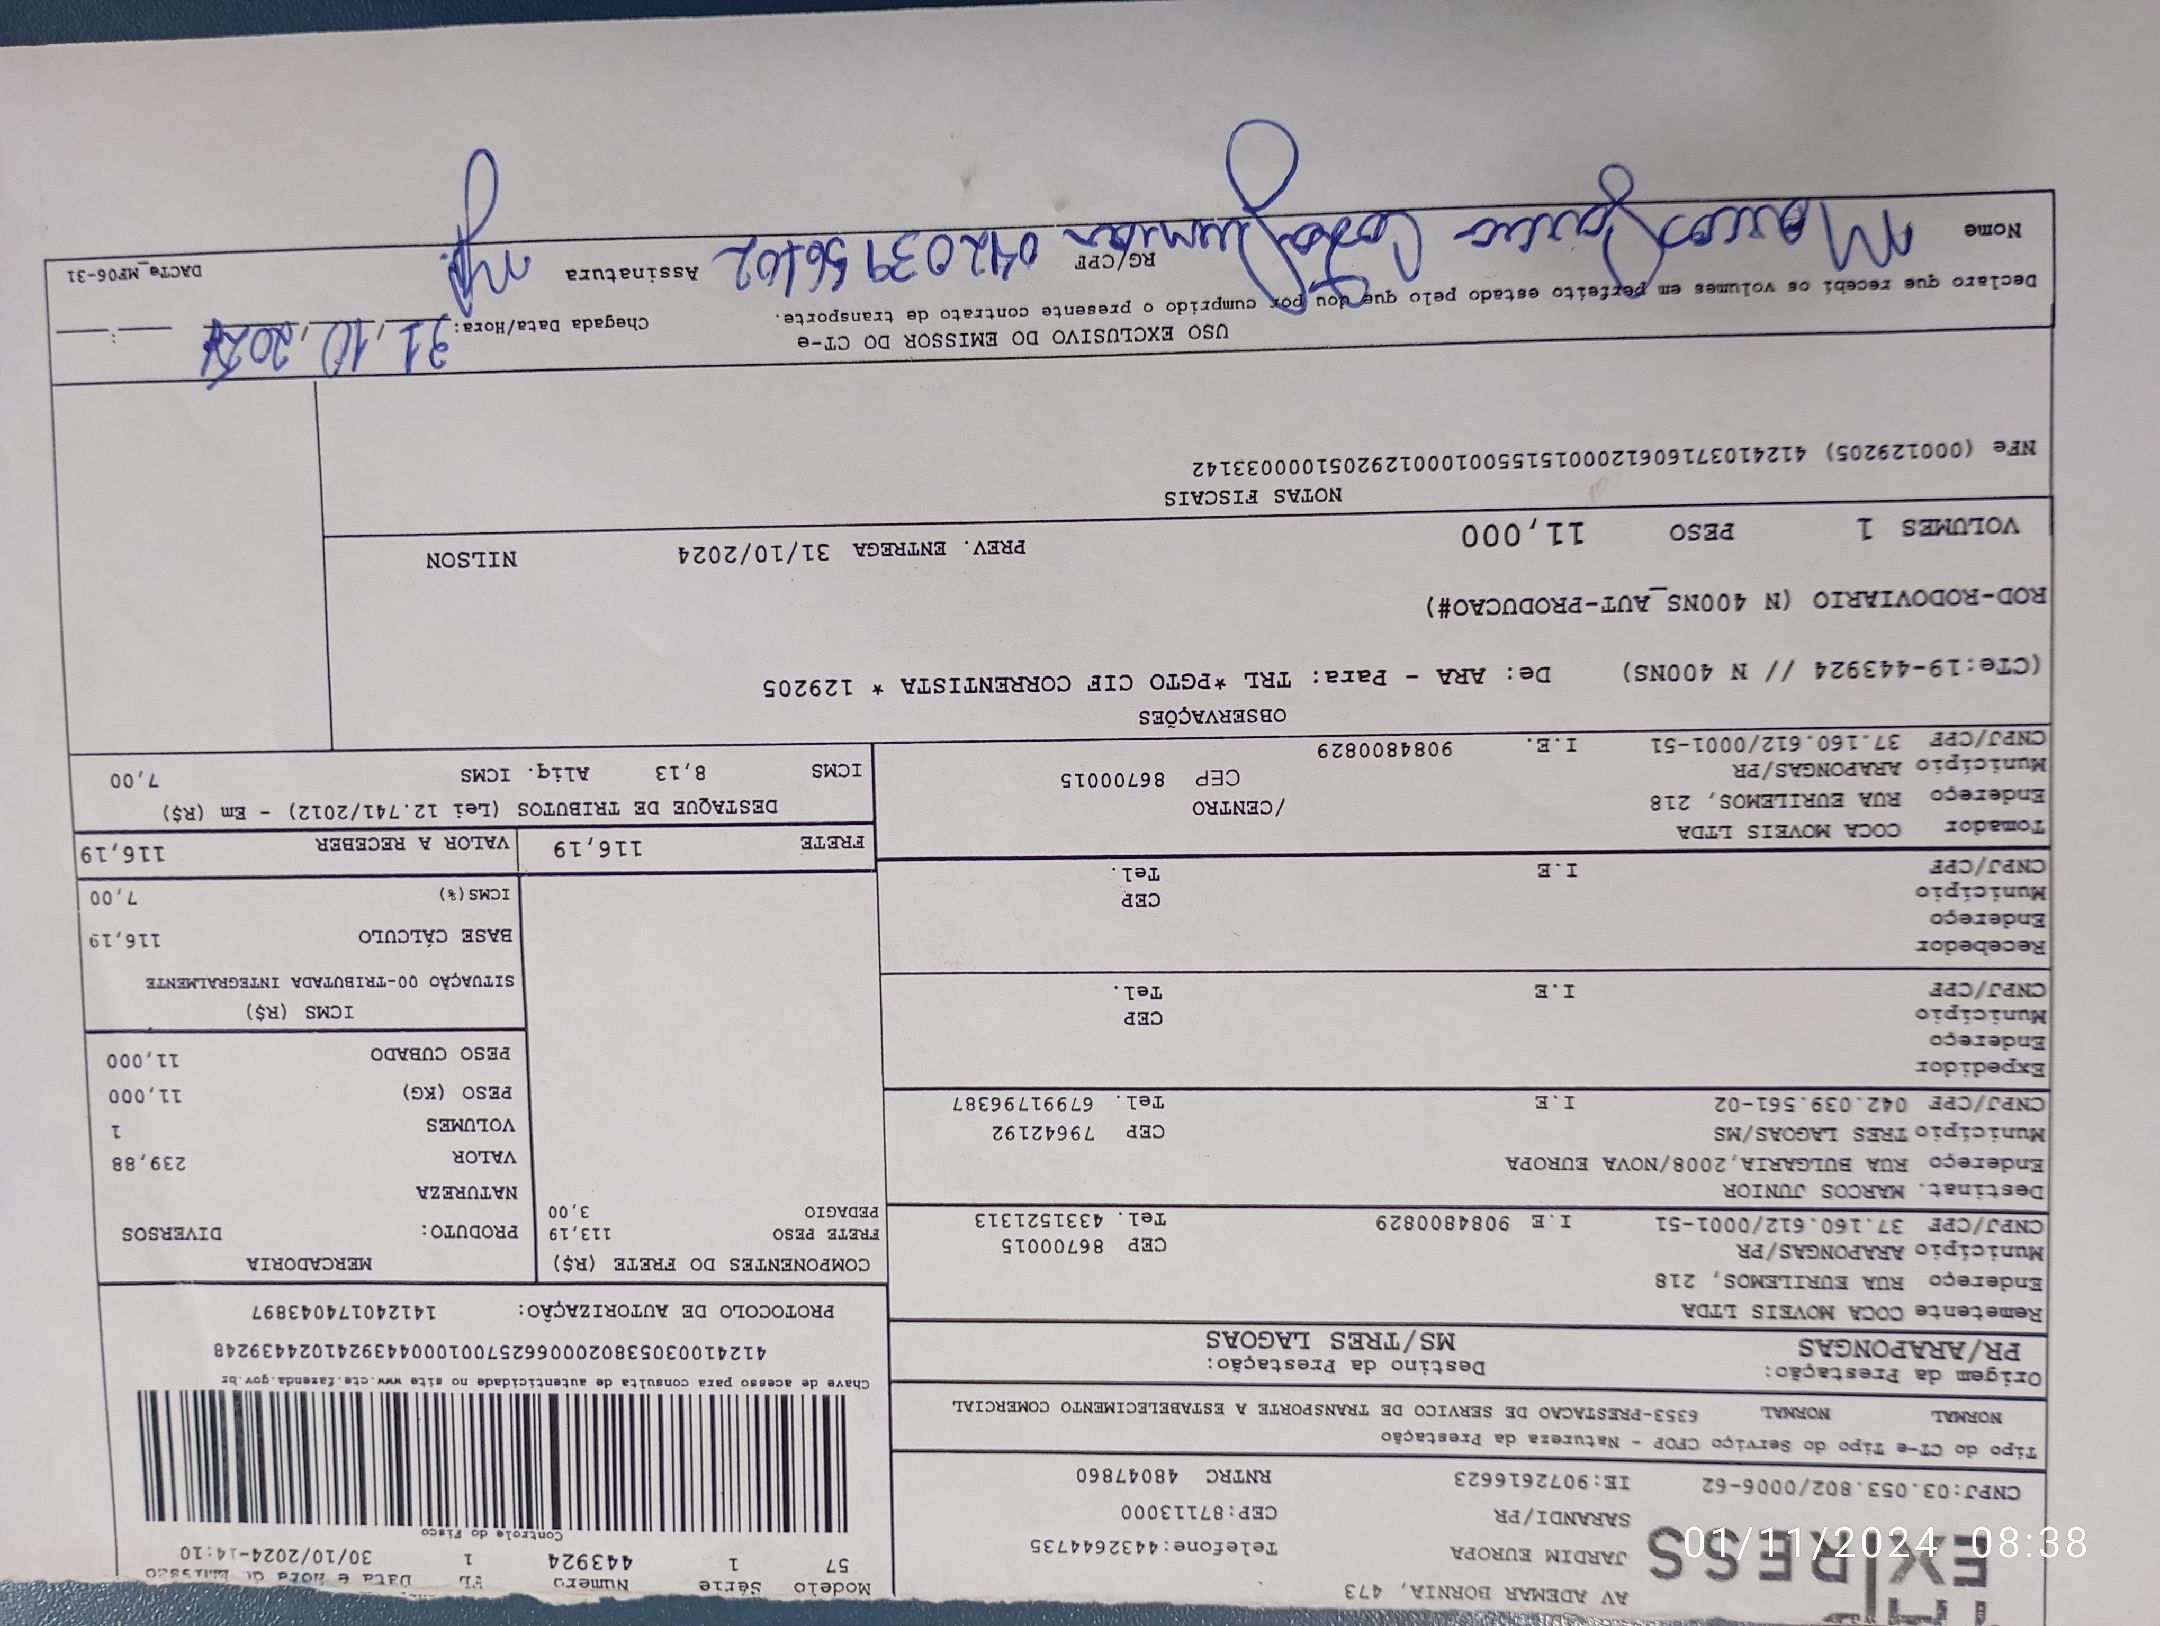 EXPRESS
AV ADEMAR BORNIA, 473
JARDIM EUROPA Telefone:4432644735
SARANDI/PR CEP:87113000
CNPJ:03.053.802/0006-62 IE:9072616623 RNTRC 48047860
Modelo Série Numero FL Data e Hora de Emissao
57 1 443924 1 30/10/2024-14:10
Controle do Fisco
Tipo do CT-e Tipo do Serviço CFOP - Natureza da Prestação
NORMAL NORMAL 6353-PRESTACAO DE SERVICO DE TRANSPORTE A ESTABELECIMENTO COMERCIAL
Chave de acesso para consulta de autenticidade no site www.cte.fazenda.gov.br
41241003053802000662570010004439241024439248
Origem da Prestação: Destino da Prestação:
PR/ARAPONGAS MS/TRES LAGOAS
PROTOCOLO DE AUTORIZAÇÃO: 141240174043897
Remetente COCA MOVEIS LTDA
Endereço RUA EURILEMOS, 218
Município ARAPONGAS/PR CEP 86700015
CNPJ/CPF 37.160.612/0001-51 I.E 9084800829 Tel. 4331521313
Destinat. MARCOS JUNIOR
Endereço RUA BULGARIA,2008/NOVA EUROPA
Município TRES LAGOAS/MS CEP 79642192
CNPJ/CPF 042.039.561-02 I.E Tel. 67991796387
Expedidor
Endereço
Município CEP
CNPJ/CPF I.E Tel.
Recebedor
Endereço
Município CEP
CNPJ/CPF I.E Tel.
Tomador COCA MOVEIS LTDA
Endereço RUA EURILEMOS, 218 /CENTRO
Município ARAPONGAS/PR CEP 86700015
CNPJ/CPF 37.160.612/0001-51 I.E. 9084800829
COMPONENTES DO FRETE (R$)
FRETE PESO 113,19
PEDAGIO 3,00
MERCADORIA
PRODUTO: DIVERSOS
NATUREZA
VALOR 239,88
VOLUMES 1
PESO (KG) 11,000
PESO CUBADO 11,000
ICMS (R$)
SITUAÇÃO 00-TRIBUTADA INTEGRALMENTE
BASE CÁLCULO 116,19
ICMS(%) 7,00
FRETE 116,19 VALOR A RECEBER 116,19
DESTAQUE DE TRIBUTOS (Lei 12.741/2012) - Em (R$)
ICMS 8,13 Aliq. ICMS 7,00
OBSERVAÇÕES
(CTe:19-443924 // N 400NS) De: ARA - Para: TRL *PGTO CIF CORRENTISTA * 129205
ROD-RODOVIARIO (N 400NS_AUT-PRODUCAO#)
VOLUMES 1 PESO 11,000 PREV. ENTREGA 31/10/2024 NILSON
NOTAS FISCAIS
NFe (000129205) 41241037160612000151550010001292051000033142
USO EXCLUSIVO DO EMISSOR DO CT-e
Declaro que recebi os volumes em perfeito estado pelo que dou por cumprido o presente contrato de transporte.
Chegada Data/Hora: 31/10/2024 __:__
Nome Marcos Costa Junior RG/CPF 04203956102 Assinatura
DACTe_MF06-31
01/11/2024 08:38